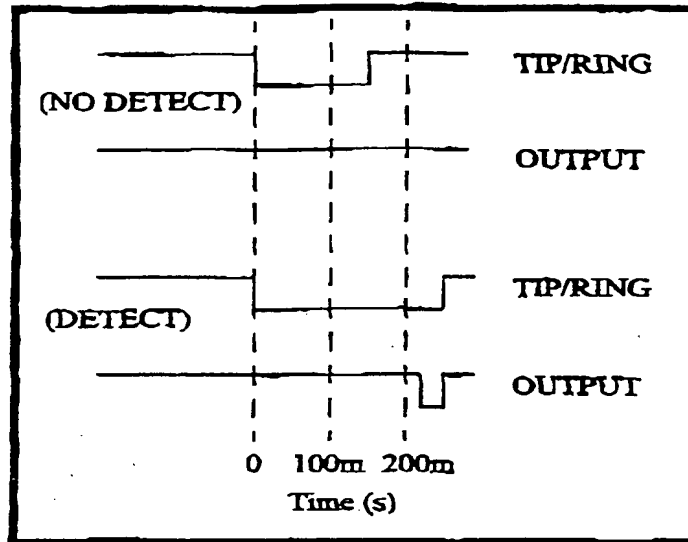 TIP/RING
(NO DETECT)
OUTPUT
TIP/RING
(DETECT)
OUTPUT
0 100m 200m
Time (s)